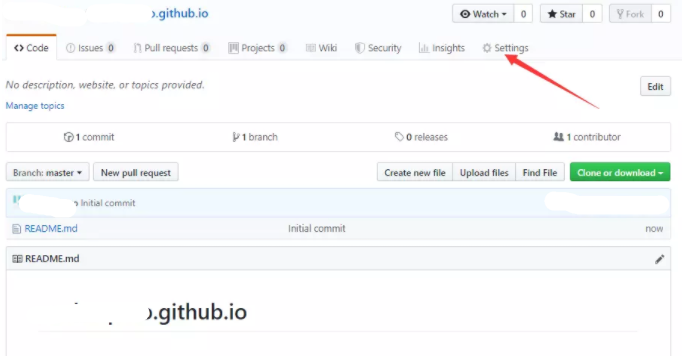 .github.io
Watch 0 Star 0 Fork 0
Code Issues 0 Pull requests 0 Projects 0 Wiki Security Insights Settings
No description, website, or topics provided. Edit
Manage topics
1 commit 1 branch 0 releases 1 contributor
Branch: master New pull request Create new file Upload files Find File Clone or download
Initial commit
README.md Initial commit now
README.md
.github.io